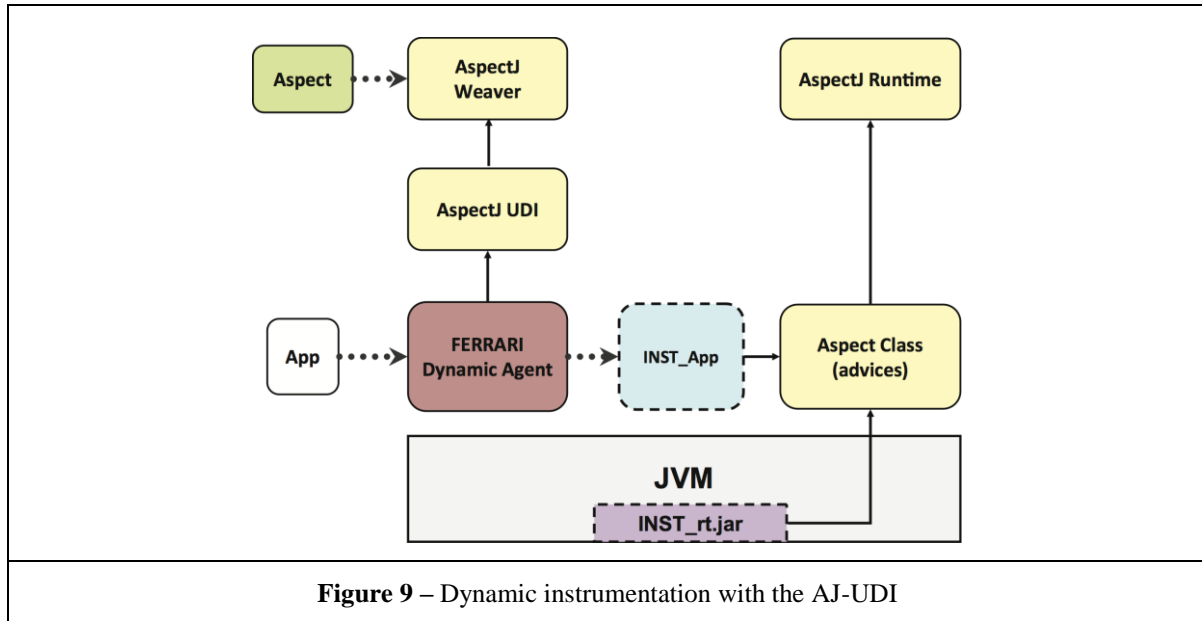 Aspect
AspectJ
Weaver
AspectJ Runtime
AspectJ UDI
App
FERRARI
Dynamic Agent
INST_App
Aspect Class
(advices)
JVM
INST_rt.jar
Figure 9 – Dynamic instrumentation with the AJ-UDI